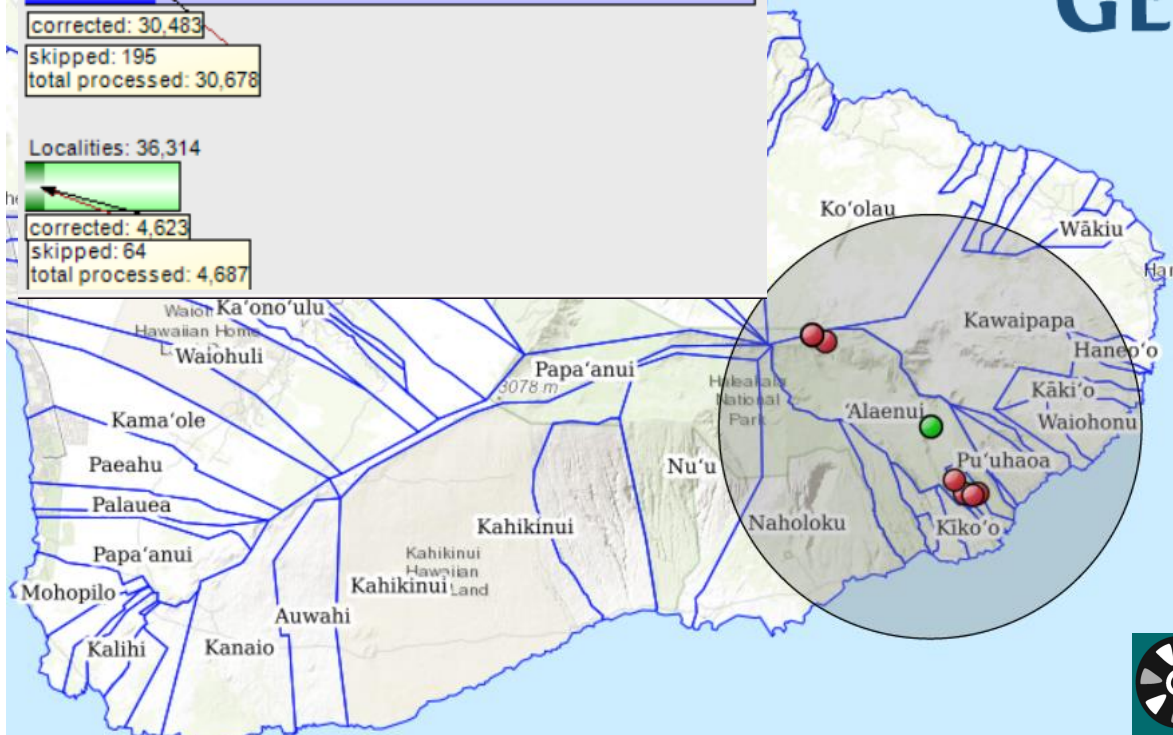 GE
corrected: 30,483
skipped: 195
total processed: 30,678
Localities: 36,314
corrected: 4,623
skipped: 64
total processed: 4,687
Koʻolau
Wākiu
Kaʻonoʻulu
Hawaiian Home
Waiohuli
Kawaipapa
Haneoʻo
Papaʻanui
3078 m
Haleakala
National
Park
Kākiʻo
ʻAlaenui
Waiohonu
Kamaʻole
Puʻuhaoa
Paeahu
Nuʻu
Palauea
Kahikinui
Naholoku
Kīkoʻo
Papaʻanui
Kahikinui
Hawaiian
Land
Kahikinui
Mohopilo
Auwahi
Kalihi
Kanaio